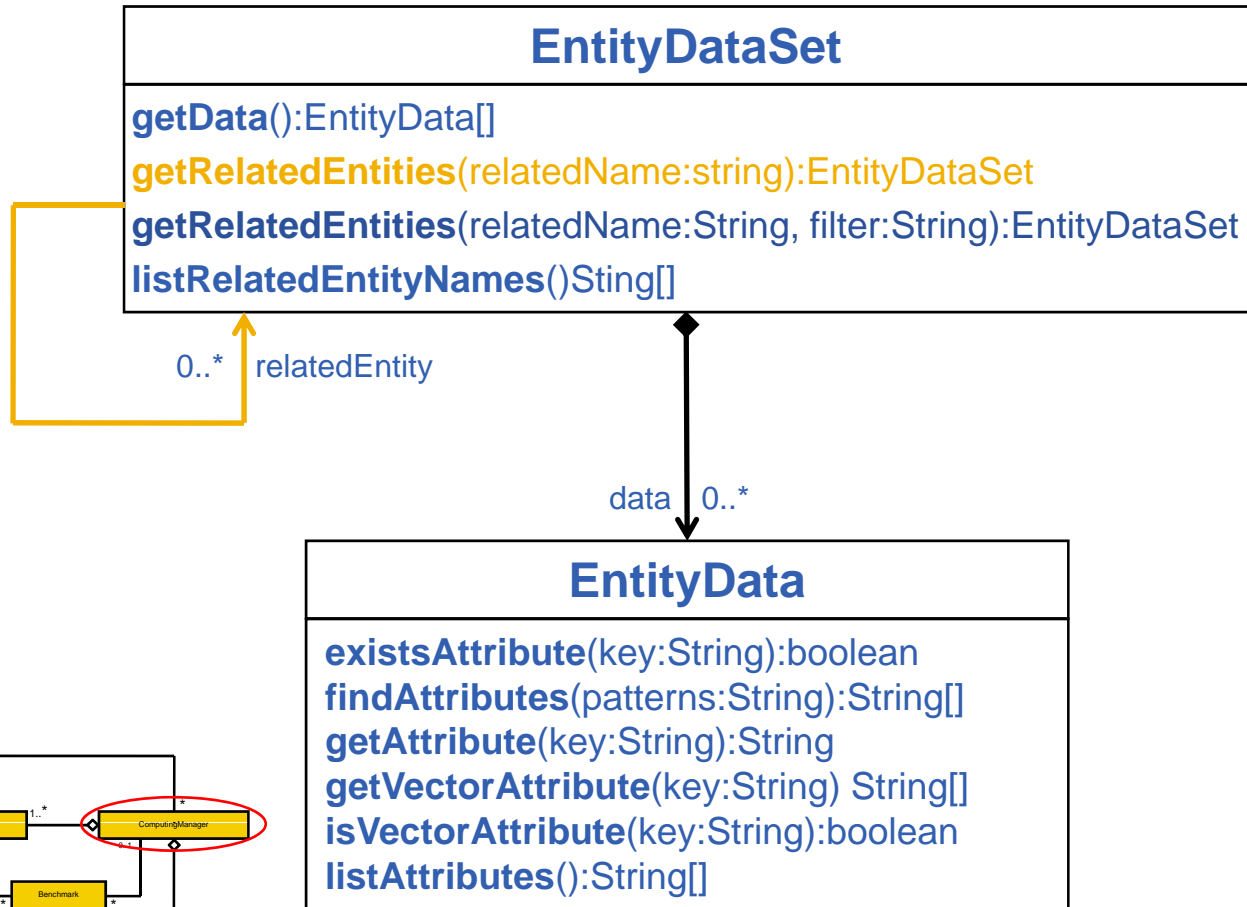 EntityDataSet
getData():EntityData[]
getRelatedEntities(relatedName:string):EntityDataSet
getRelatedEntities(relatedName:String, filter:String):EntityDataSet
listRelatedEntityNames()Sting[]
0..* relatedEntity
data 0..*
EntityData
existsAttribute(key:String):boolean
findAttributes(patterns:String):String[]
getAttribute(key:String):String
getVectorAttribute(key:String) String[]
isVectorAttribute(key:String):boolean
listAttributes():String[]
*
1..*
ComputingManager
0..1
Benchmark
*
*